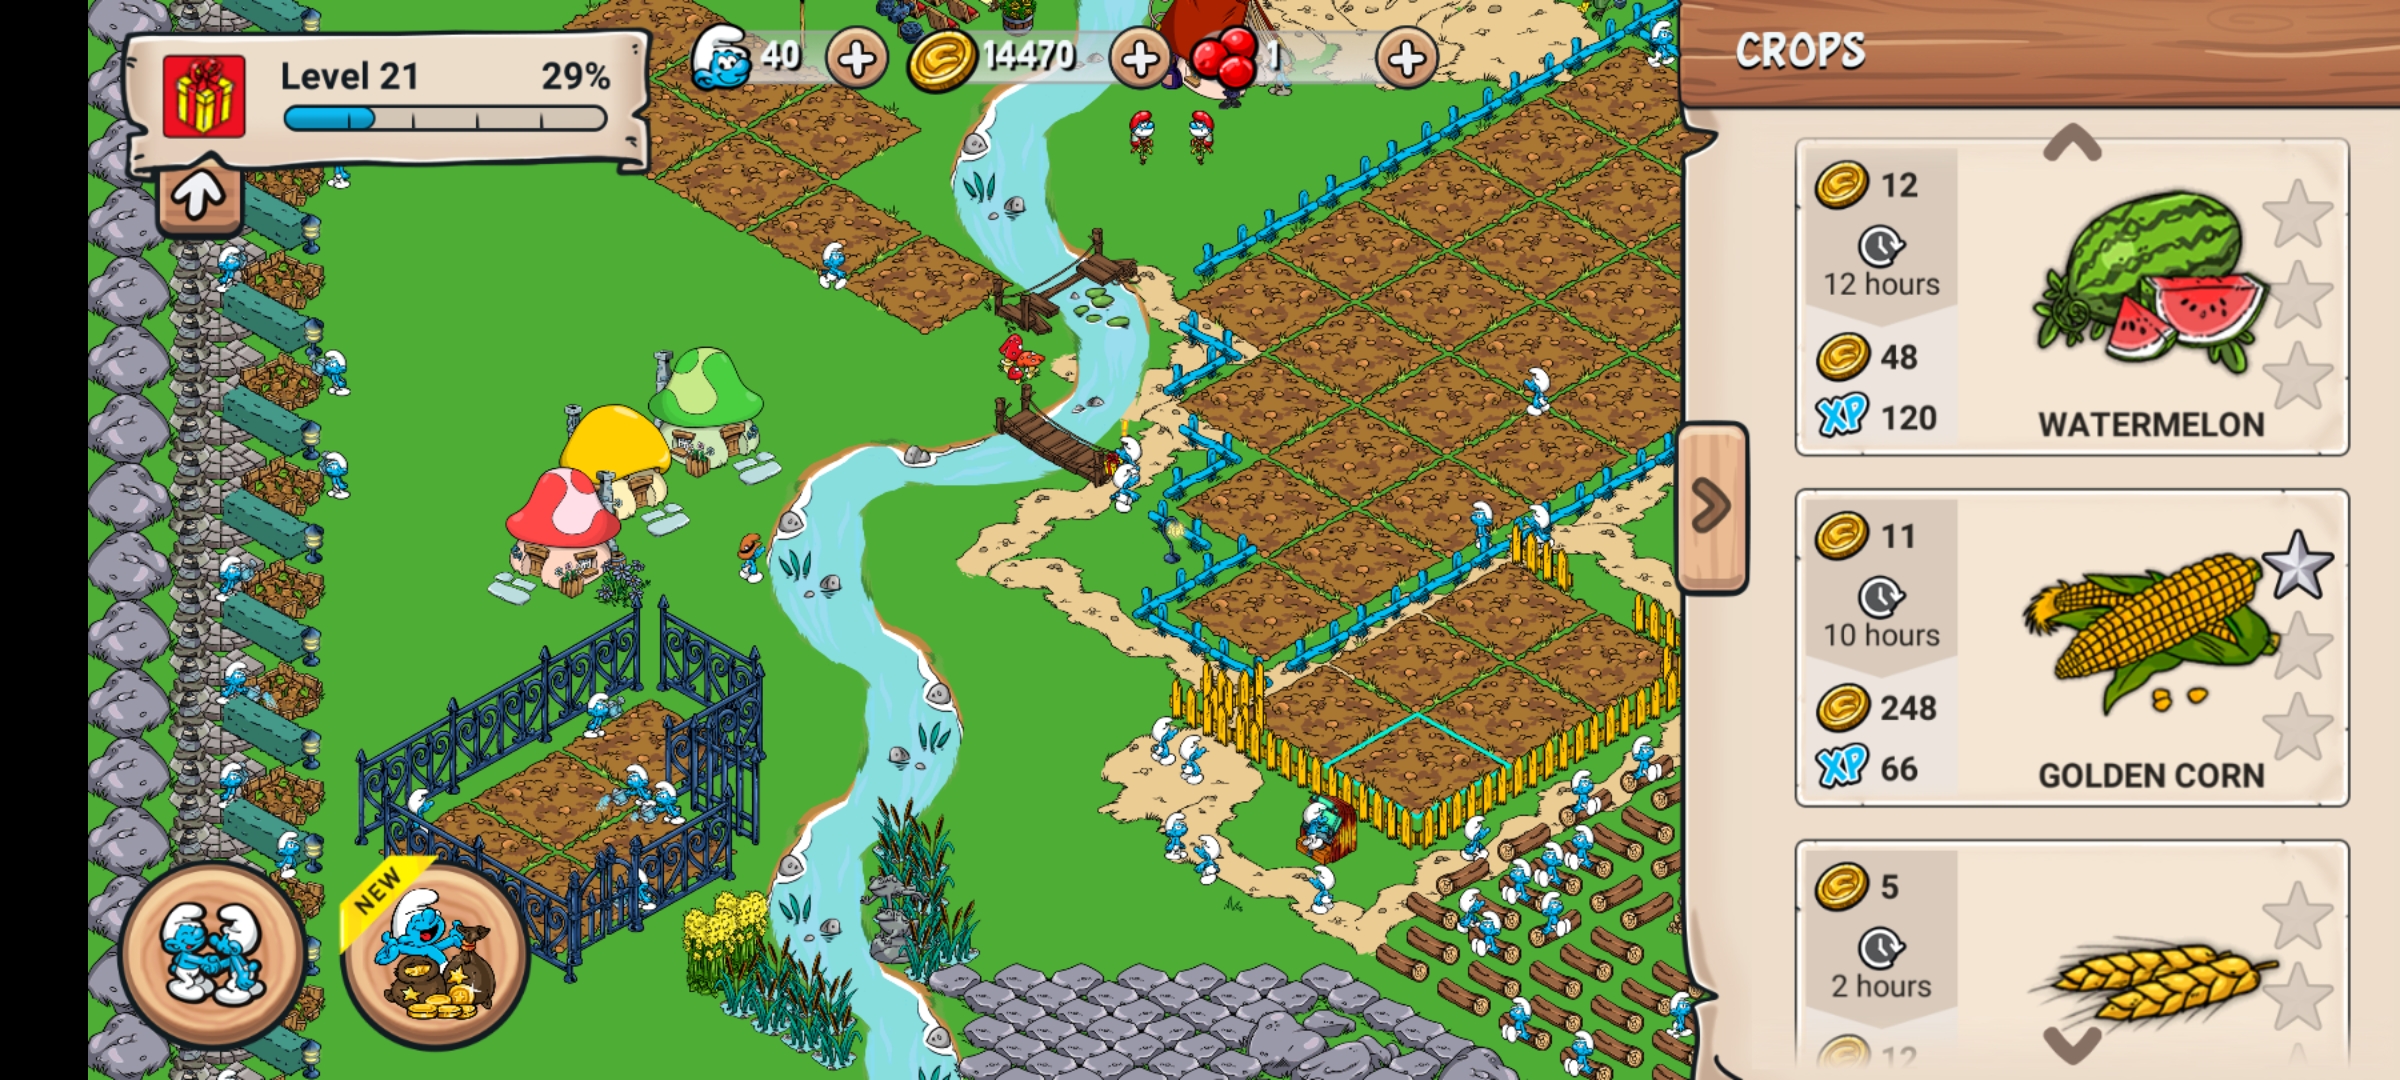 Level 21 29%
40
14470
1
CROPS
12
12 hours
48
XP 120
WATERMELON
11
10 hours
248
XP 66
GOLDEN CORN
5
2 hours
12
NEW